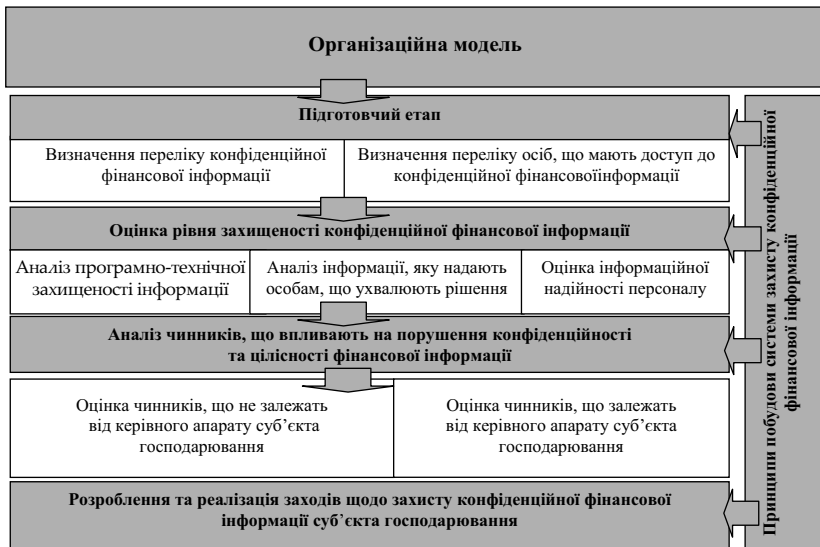 Організаційна модель
Підготовчий етап
Визначення переліку конфіденційної
фінансової інформації
Визначення переліку осіб, що мають доступ до
конфіденційної фінансовоїінформації
Оцінка рівня захищеності конфіденційної фінансової інформації
Аналіз програмно-технічної
захищеності інформації
Аналіз інформації, яку надають
особам, що ухвалюють рішення
Оцінка інформаційної
надійності персоналу
Аналіз чинників, що впливають на порушення конфіденційності
та цілісності фінансової інформації
Оцінка чинників, що не залежать
від керівного апарату суб’єкта
господарювання
Оцінка чинників, що залежать
від керівного апарату суб’єкта
господарювання
Розроблення та реалізація заходів щодо захисту конфіденційної фінансової
інформації суб’єкта господарювання
Принципи побудови системи захисту конфіденційної
фінансової інформації